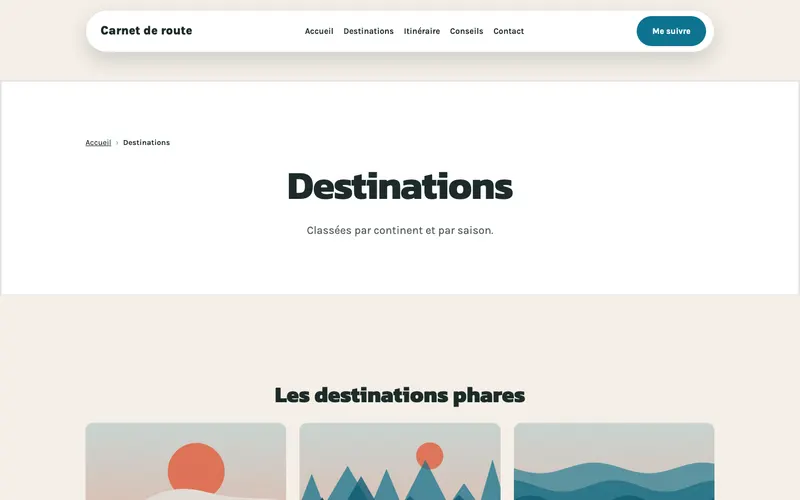 Carnet de route
Accueil Destinations Itinéraire Conseils Contact
Me suivre
Accueil › Destinations
Destinations
Classées par continent et par saison.
Les destinations phares